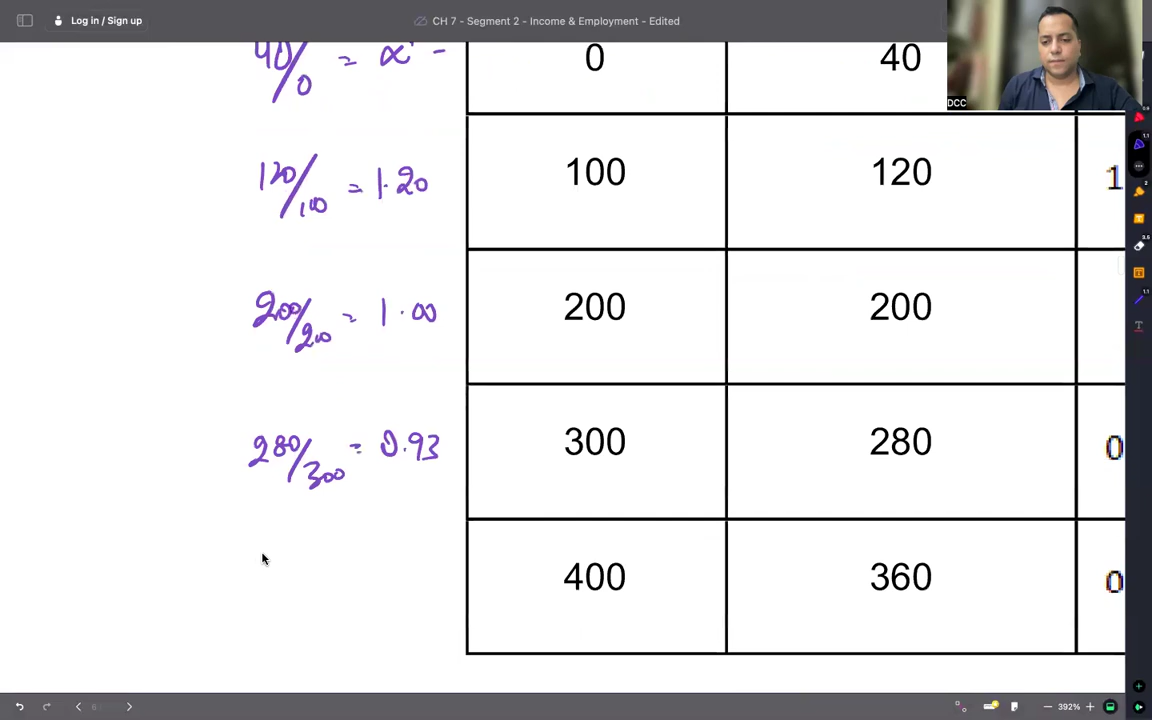 Log in / Sign up
CH 7 - Segment 2 - Income & Employment - Edited
DCC
40/0 = ∝ -
0 40
120/100 = 1.20
100 120 1
200/200 = 1.00
200 200
280/300 = 0.93
300 280 0
400 360 0
6
392%